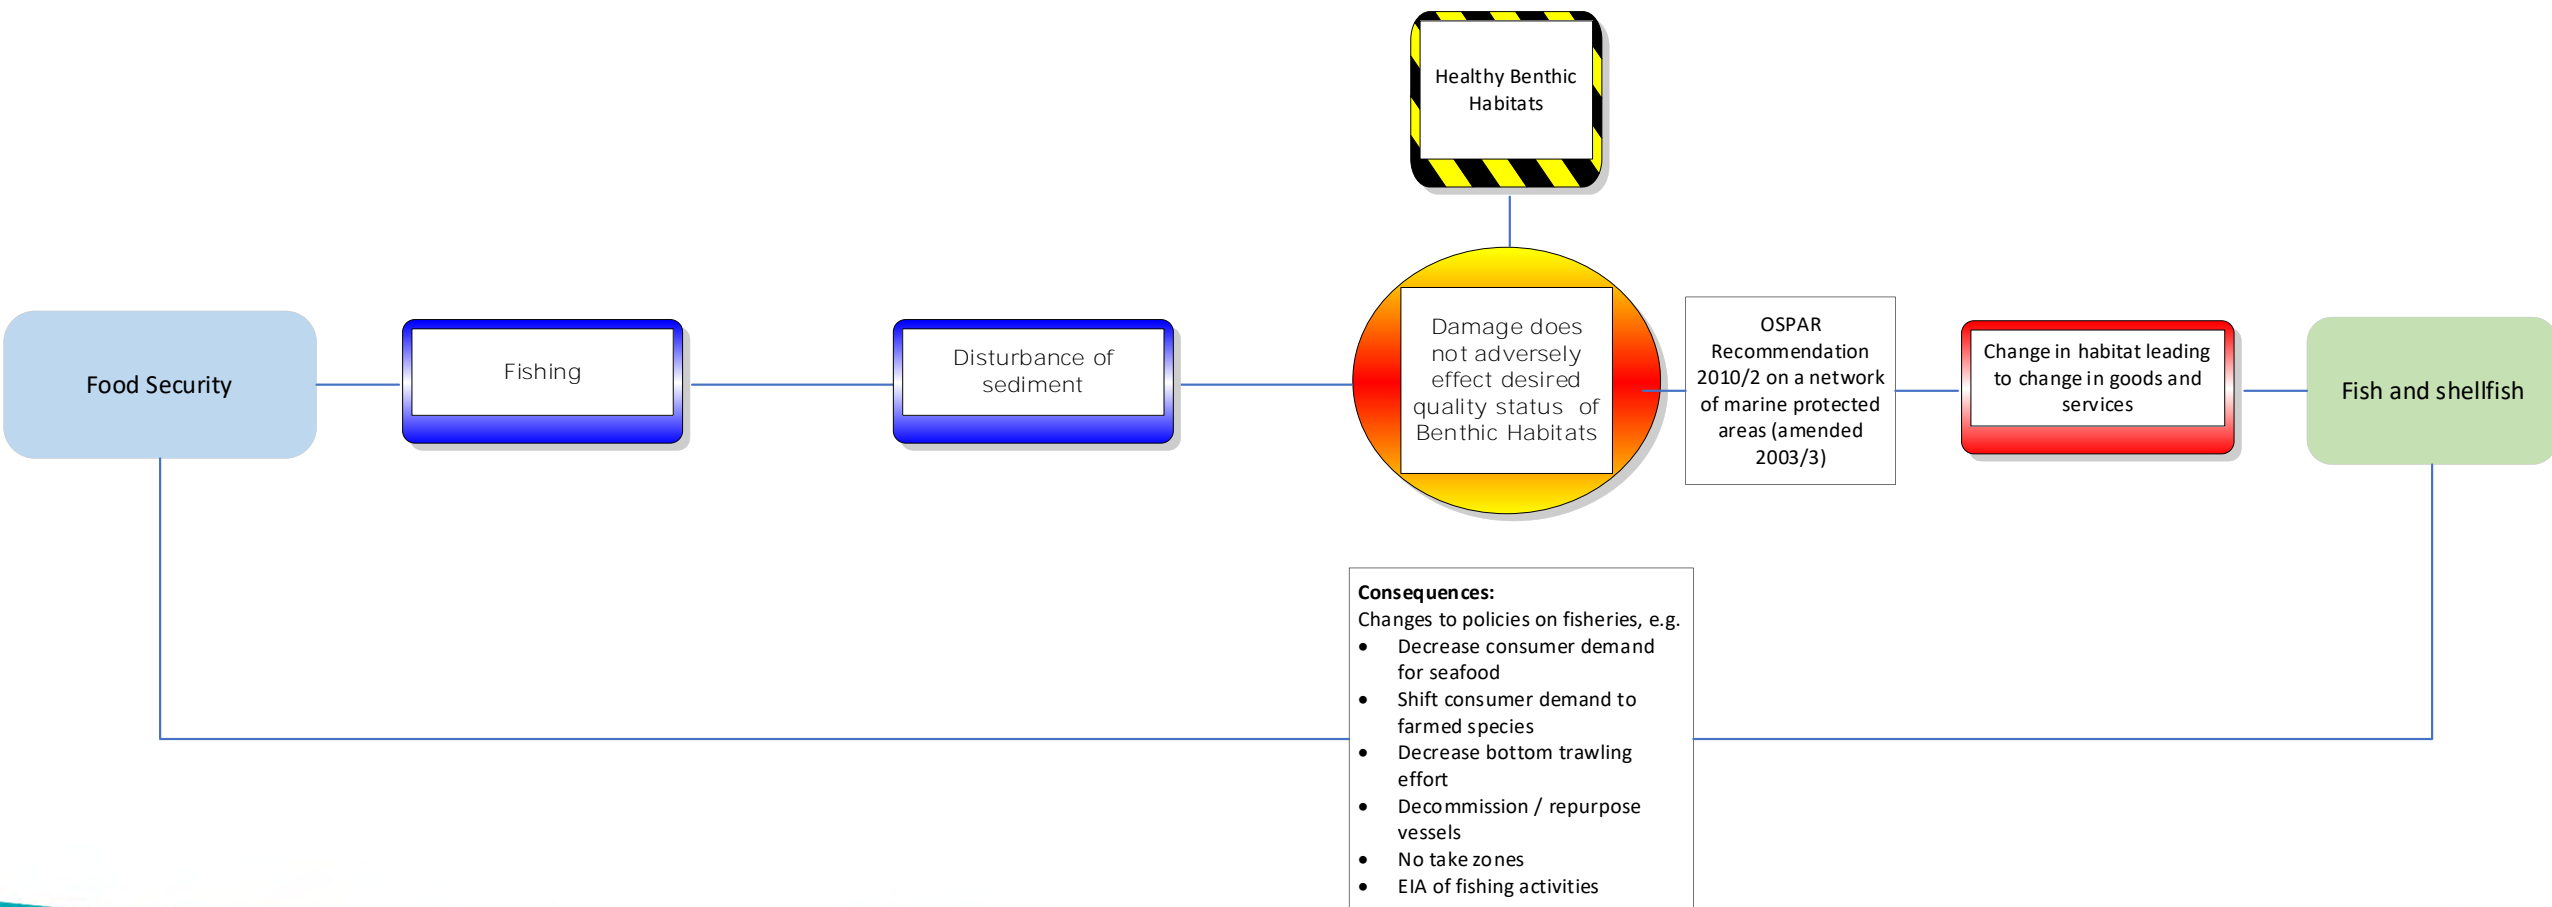 Healthy Benthic
Habitats
Food Security
Fishing
Disturbance of
sediment
Damage does
not adversely
effect desired
quality status of
Benthic Habitats
OSPAR
Recommendation
2010/2 on a network
of marine protected
areas (amended
2003/3)
Change in habitat leading
to change in goods and
services
Fish and shellfish
Consequences:
Changes to policies on fisheries, e.g.
• Decrease consumer demand
for seafood
• Shift consumer demand to
farmed species
• Decrease bottom trawling
effort
• Decommission / repurpose
vessels
• No take zones
• EIA of fishing activities